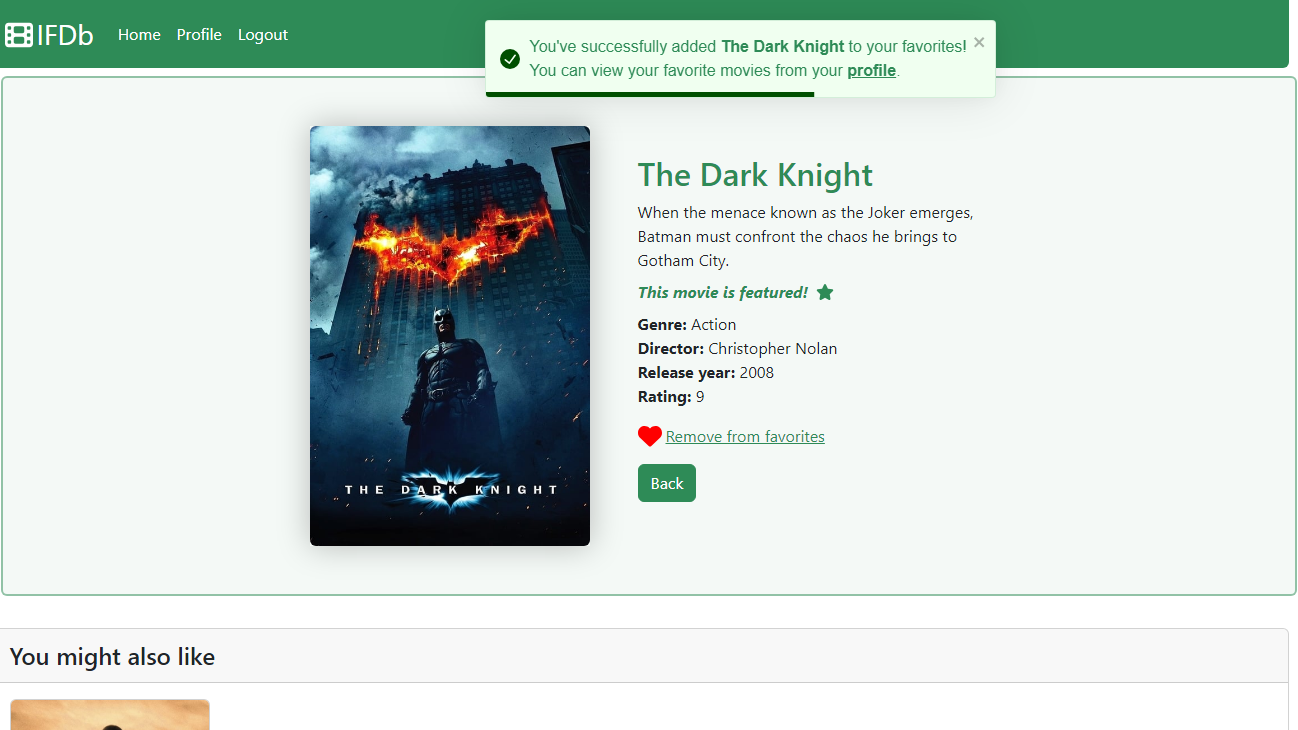 IFDb Home Profile Logout
You've successfully added The Dark Knight to your favorites! ×
You can view your favorite movies from your profile.
The Dark Knight
When the menace known as the Joker emerges,
Batman must confront the chaos he brings to
Gotham City.
This movie is featured!
Genre: Action
Director: Christopher Nolan
Release year: 2008
Rating: 9
Remove from favorites
Back
THE DARK KNIGHT
You might also like